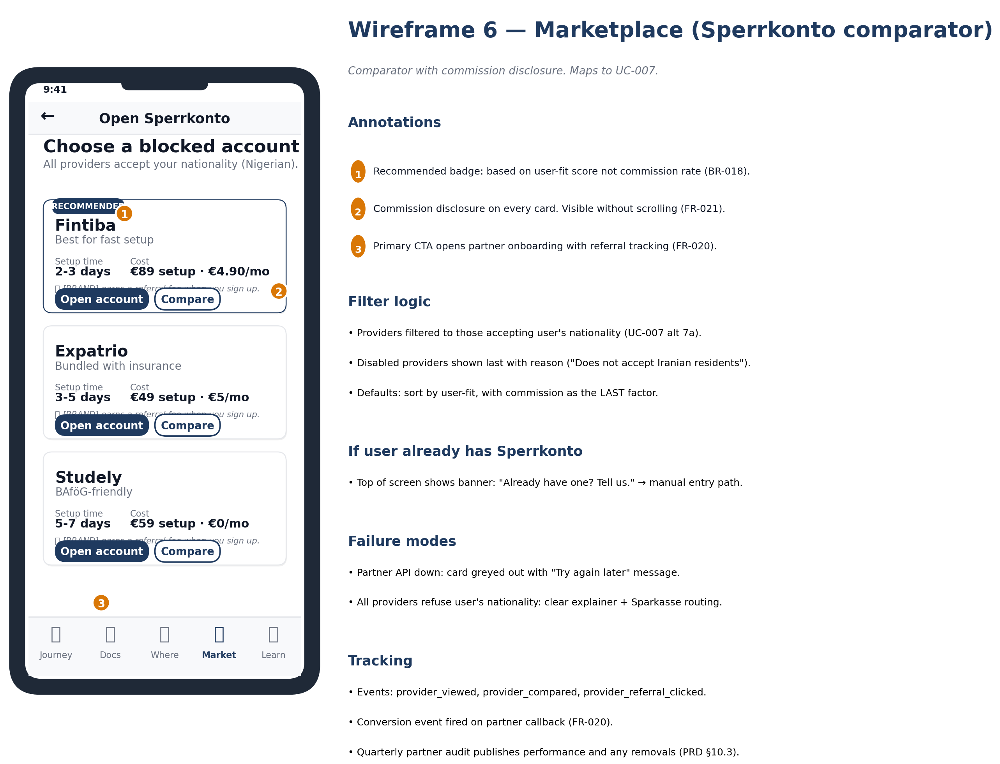 Wireframe 6 — Marketplace (Sperrkonto comparator)
Comparator with commission disclosure. Maps to UC-007.
9:41
← Open Sperrkonto
Choose a blocked account
All providers accept your nationality (Nigerian).
RECOMMENDED
1
Fintiba
Best for fast setup
Setup time Cost
2-3 days €89 setup · €4.90/mo
[BRAND] earns a referral fee when you sign up.
2
Open account Compare
Expatrio
Bundled with insurance
Setup time Cost
3-5 days €49 setup · €5/mo
[BRAND] earns a referral fee when you sign up.
Open account Compare
Studely
BAföG-friendly
Setup time Cost
5-7 days €59 setup · €0/mo
[BRAND] earns a referral fee when you sign up.
Open account Compare
3
Journey Docs Where Market Learn
Annotations
1 Recommended badge: based on user-fit score not commission rate (BR-018).
2 Commission disclosure on every card. Visible without scrolling (FR-021).
3 Primary CTA opens partner onboarding with referral tracking (FR-020).
Filter logic
• Providers filtered to those accepting user's nationality (UC-007 alt 7a).
• Disabled providers shown last with reason ("Does not accept Iranian residents").
• Defaults: sort by user-fit, with commission as the LAST factor.
If user already has Sperrkonto
• Top of screen shows banner: "Already have one? Tell us." → manual entry path.
Failure modes
• Partner API down: card greyed out with "Try again later" message.
• All providers refuse user's nationality: clear explainer + Sparkasse routing.
Tracking
• Events: provider_viewed, provider_compared, provider_referral_clicked.
• Conversion event fired on partner callback (FR-020).
• Quarterly partner audit publishes performance and any removals (PRD §10.3).